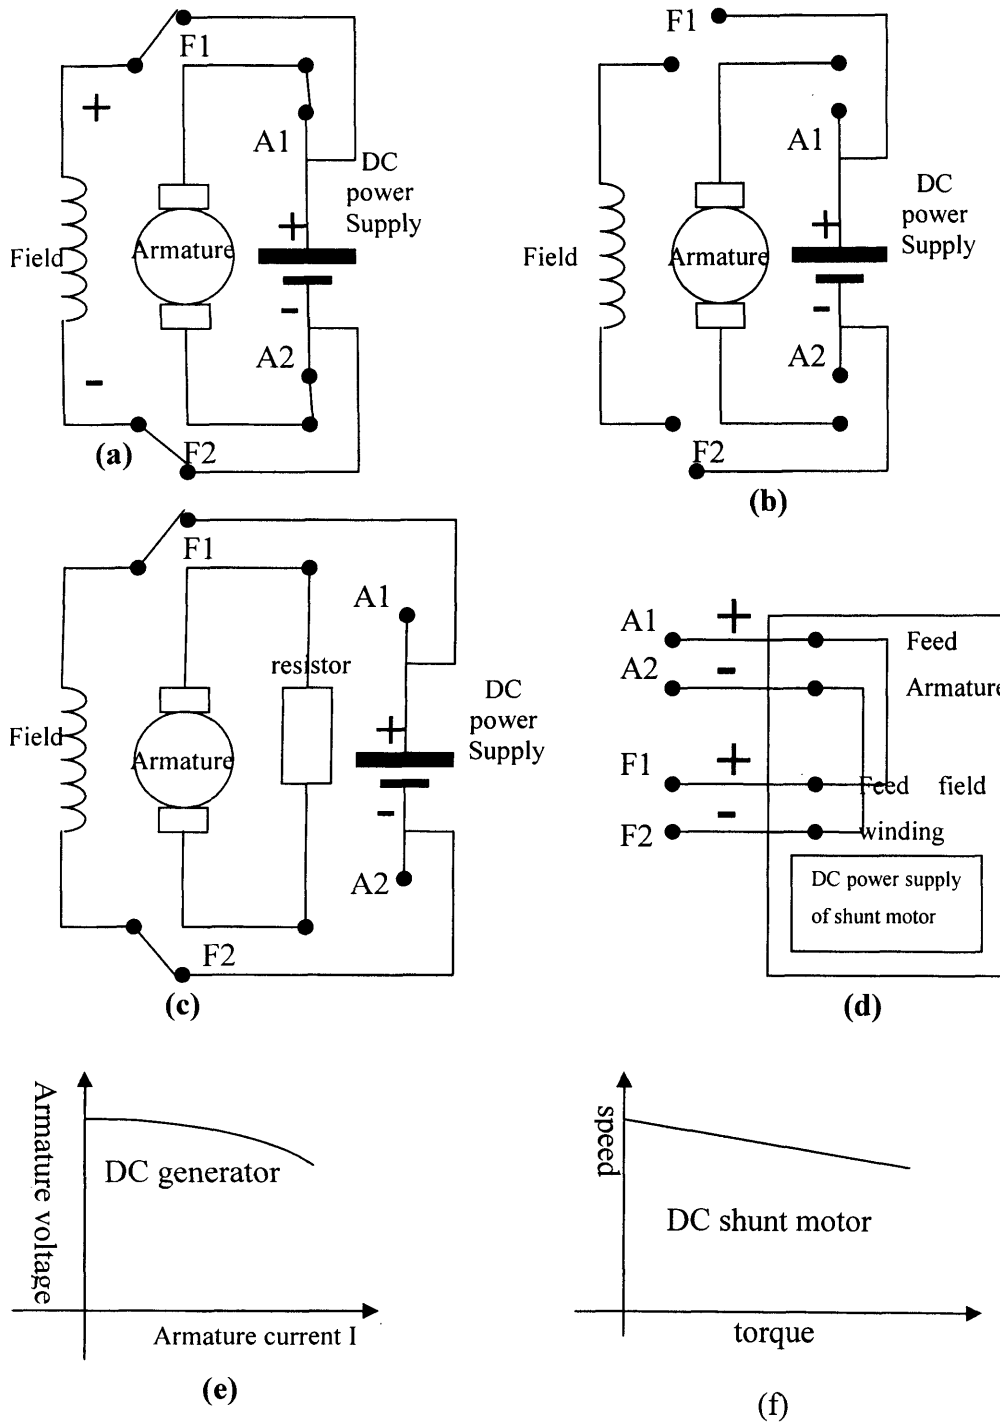 F1
+
A1
DC
power
Supply
+
Field
Armature
-
A2
-
F2
(a)
F1
A1
DC
power
Supply
+
Field
Armature
-
A2
F2
(b)
F1
A1
resistor
DC
power
Supply
+
Field
Armature
-
A2
F2
(c)
A1
+
Feed
A2
-
Armature
F1
+
Feed field
F2
-
winding
DC power supply
of shunt motor
(d)
Armature voltage
DC generator
Armature current I
(e)
speed
DC shunt motor
torque
(f)